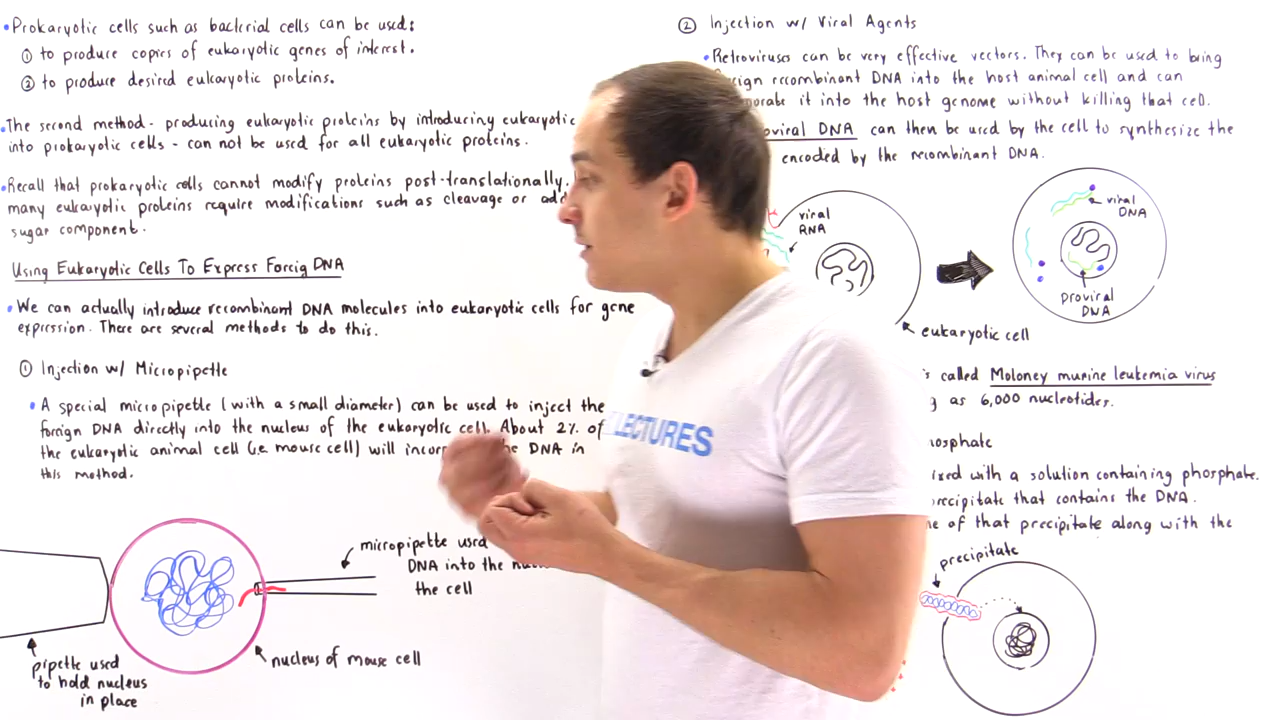 • Prokaryotic cells such as bacterial cells can be used:
① to produce copies of eukaryotic genes of interest.
② to produce desired eukaryotic proteins.
• The second method - producing eukaryotic proteins by introducing eukaryotic
into prokaryotic cells - can not be used for all eukaryotic proteins.
• Recall that prokaryotic cells cannot modify proteins post-translationally.
many eukaryotic proteins require modifications such as cleavage or
sugar component.
Using Eukaryotic Cells To Express Foreig DNA
• We can actually introduce recombinant DNA molecules into eukaryotic cells for gene
expression. There are several methods to do this.
① Injection w/ Micropipette
• A special micropipette (with a small diameter) can be used to inject the
foreign DNA directly into the nucleus of the eukaryotic cell. About 2% of
the eukaryotic animal cell (i.e. mouse cell) will DNA in
this method.
micropipette used
DNA into the
the cell
nucleus of mouse cell
pipette used
to hold nucleus
in place
② Injection w/ Viral Agents
• Retroviruses can be very effective vectors. They can be used to bring
recombinant DNA into the host animal cell and can
it into the host genome without killing that cell.
proviral DNA can then be used by the cell to synthesize the
encoded by the recombinant DNA.
viral
RNA
viral
DNA
proviral
DNA
eukaryotic cell
called Moloney murine leukemia virus
as 6,000 nucleotides.
with a solution containing phosphate.
precipitate that contains the DNA.
of that precipitate along with the
precipitate
LECTURES